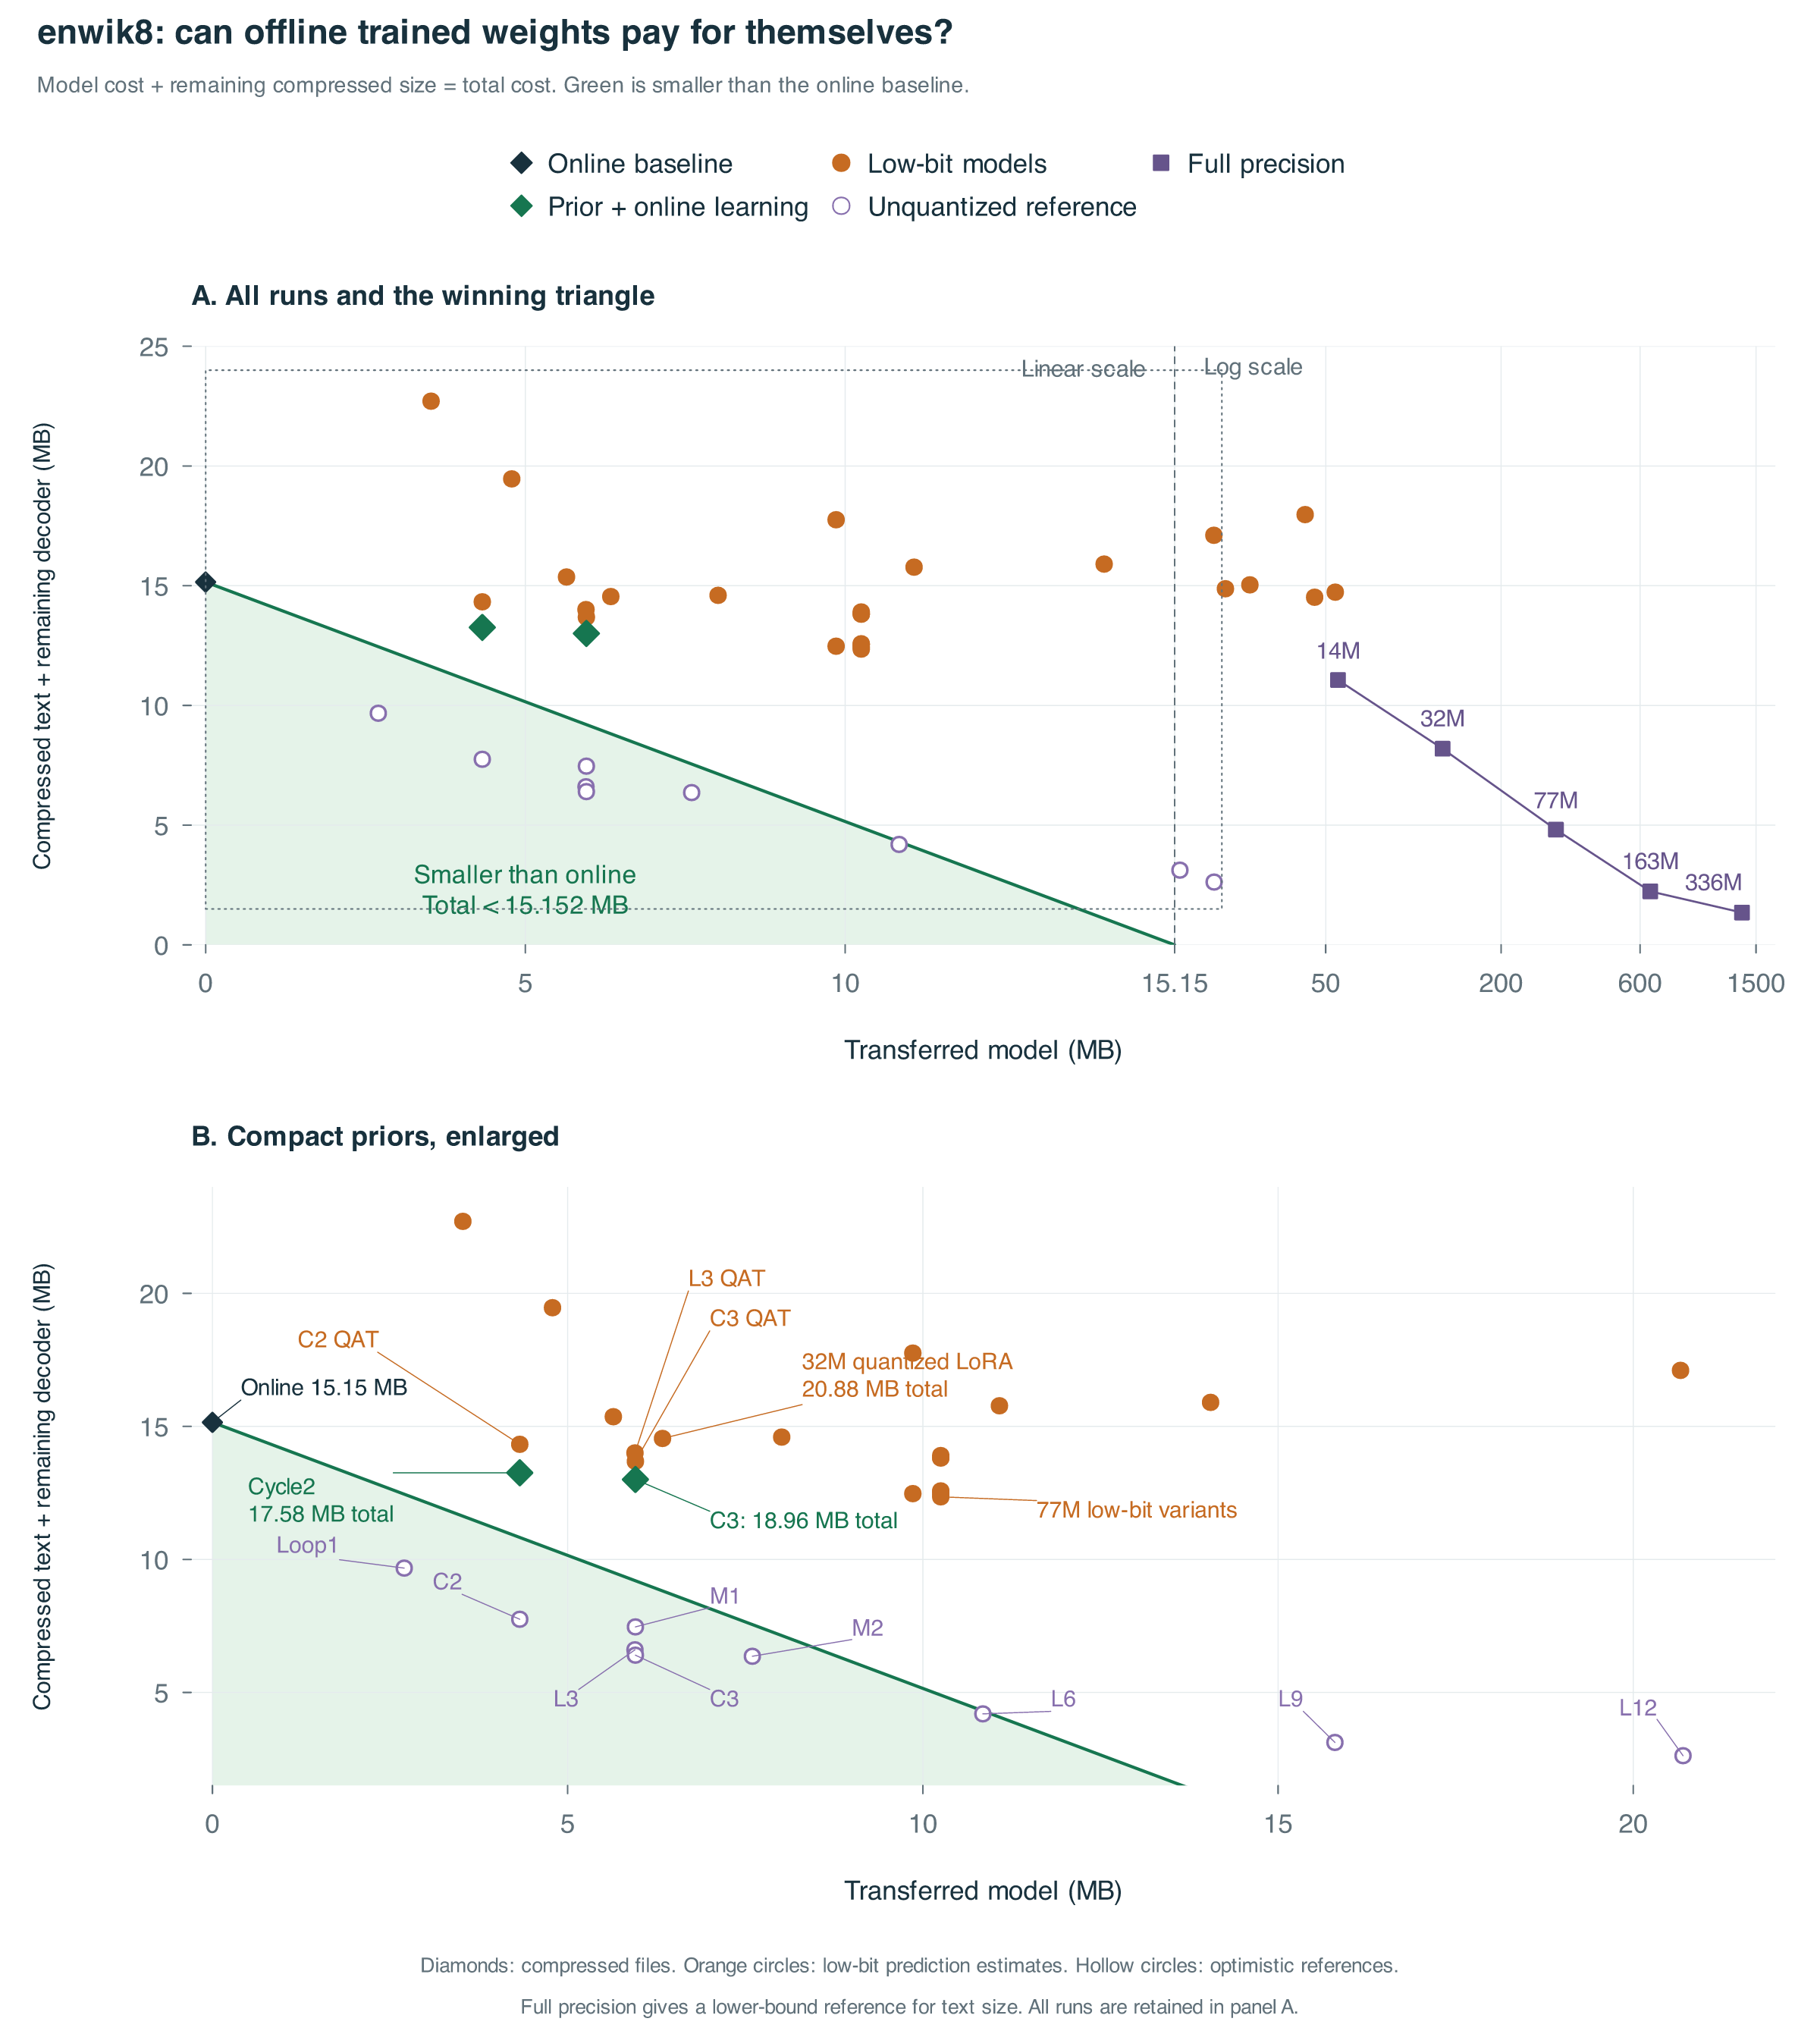 enwik8: can offline trained weights pay for themselves?
Model cost + remaining compressed size = total cost. Green is smaller than the online baseline.
Online baseline
Low-bit models
Full precision
Prior + online learning
Unquantized reference
A. All runs and the winning triangle
Compressed text + remaining decoder (MB)
25
20
15
10
5
0
Linear scale
Log scale
14M
32M
77M
163M
336M
Smaller than online
Total < 15.152 MB
0
5
10
15.15
50
200
600
1500
Transferred model (MB)
B. Compact priors, enlarged
Compressed text + remaining decoder (MB)
20
15
10
5
L3 QAT
C3 QAT
C2 QAT
32M quantized LoRA
20.88 MB total
Online 15.15 MB
Cycle2
17.58 MB total
C3: 18.96 MB total
77M low-bit variants
Loop1
C2
M1
M2
L3
C3
L6
L9
L12
0
5
10
15
20
Transferred model (MB)
Diamonds: compressed files. Orange circles: low-bit prediction estimates. Hollow circles: optimistic references.
Full precision gives a lower-bound reference for text size. All runs are retained in panel A.